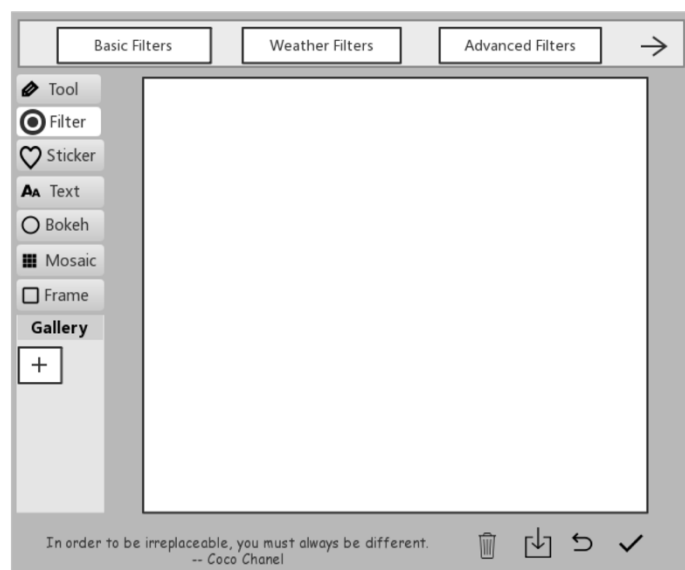 Basic Filters
Weather Filters
Advanced Filters
Tool
Filter
Sticker
AA Text
Bokeh
Mosaic
Frame
Gallery
In order to be irreplaceable, you must always be different.
-- Coco Chanel